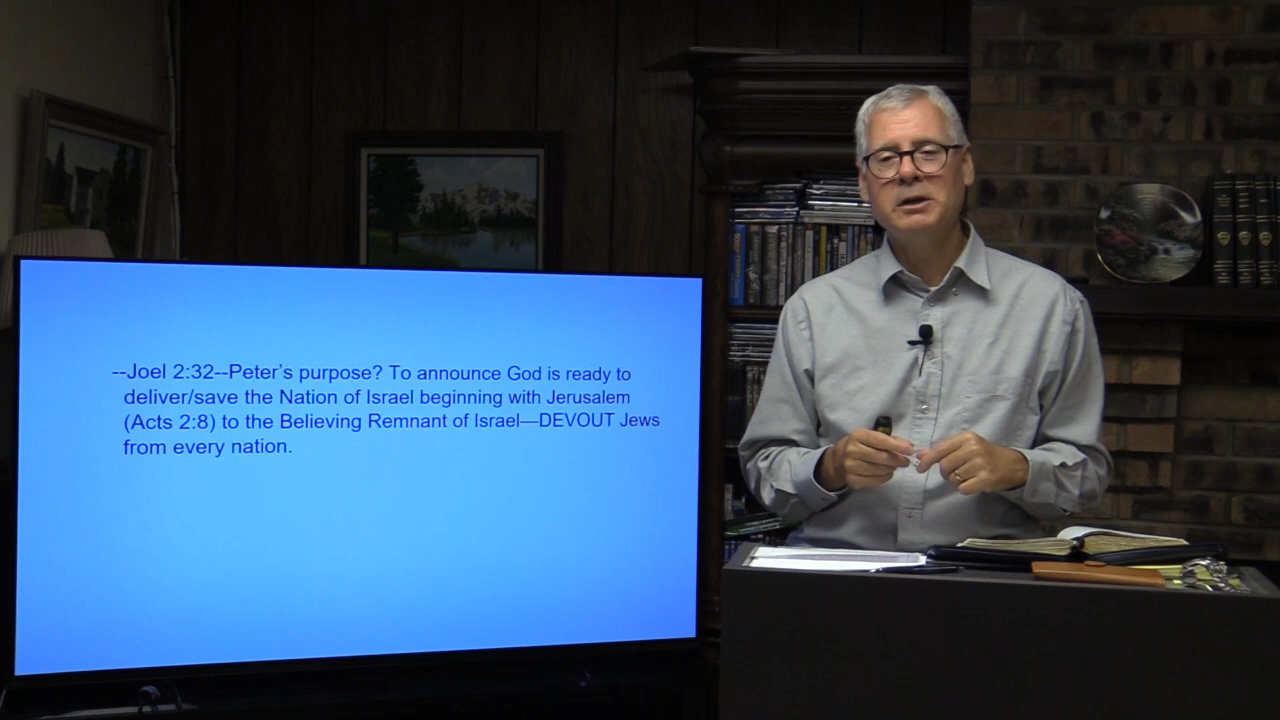 --Joel 2:32--Peter's purpose? To announce God is ready to
deliver/save the Nation of Israel beginning with Jerusalem
(Acts 2:8) to the Believing Remnant of Israel—DEVOUT Jews
from every nation.